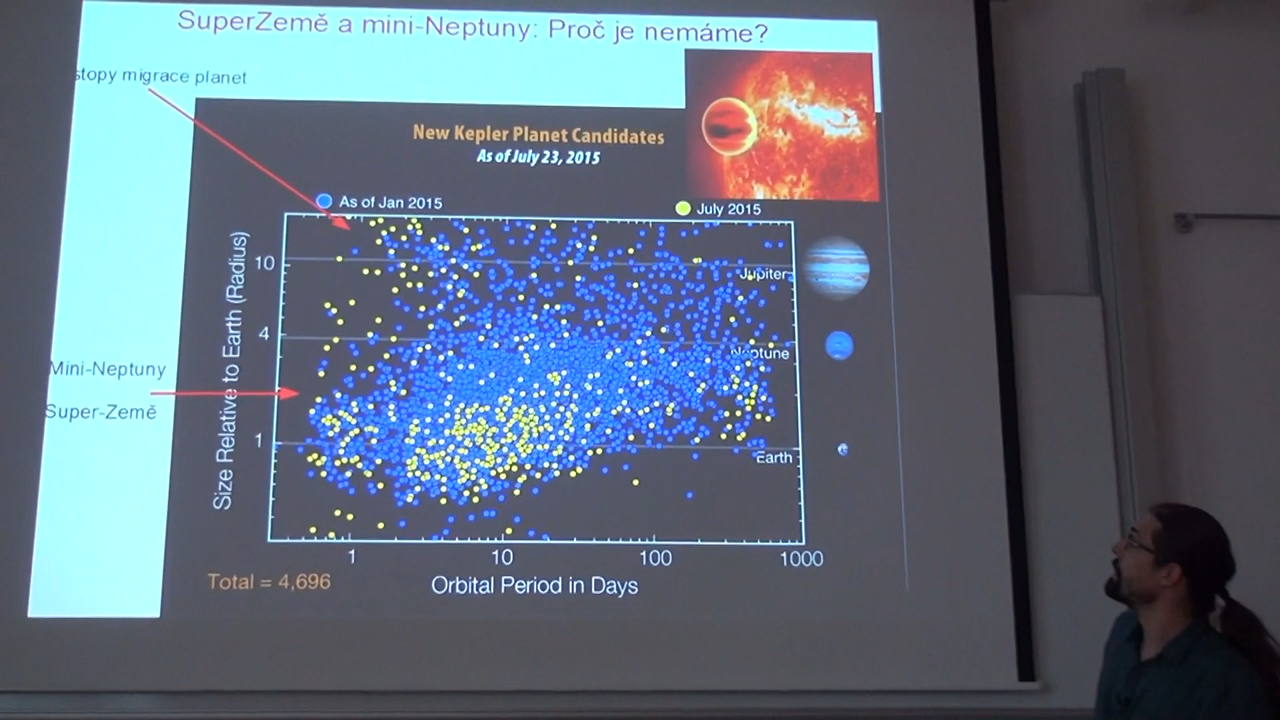 SuperZemě a mini-Neptuny: Proč je nemáme?
stopy migrace planet
New Kepler Planet Candidates
As of July 23, 2015
As of Jan 2015
July 2015
Size Relative to Earth (Radius)
10
4
1
Jupiter
Neptune
Earth
Mini-Neptuny
Super-Země
1
10
100
1000
Total = 4,696
Orbital Period in Days